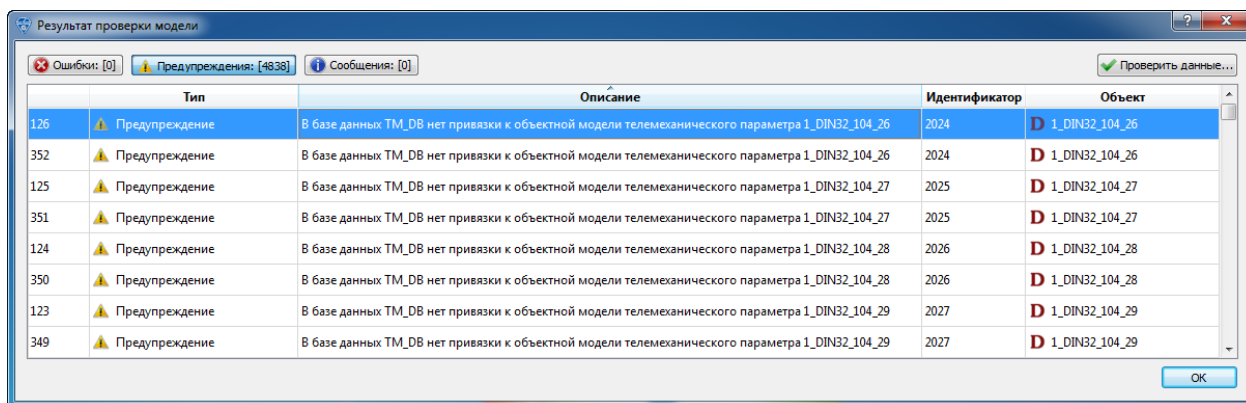 Результат проверки модели
Ошибки: [0] Предупреждения: [4838] Сообщения: [0] Проверить данные...
Тип Описание Идентификатор Объект
126 Предупреждение В базе данных TM_DB нет привязки к объектной модели телемеханического параметра 1_DIN32_104_26 2024 D 1_DIN32_104_26
352 Предупреждение В базе данных TM_DB нет привязки к объектной модели телемеханического параметра 1_DIN32_104_26 2024 D 1_DIN32_104_26
125 Предупреждение В базе данных TM_DB нет привязки к объектной модели телемеханического параметра 1_DIN32_104_27 2025 D 1_DIN32_104_27
351 Предупреждение В базе данных TM_DB нет привязки к объектной модели телемеханического параметра 1_DIN32_104_27 2025 D 1_DIN32_104_27
124 Предупреждение В базе данных TM_DB нет привязки к объектной модели телемеханического параметра 1_DIN32_104_28 2026 D 1_DIN32_104_28
350 Предупреждение В базе данных TM_DB нет привязки к объектной модели телемеханического параметра 1_DIN32_104_28 2026 D 1_DIN32_104_28
123 Предупреждение В базе данных TM_DB нет привязки к объектной модели телемеханического параметра 1_DIN32_104_29 2027 D 1_DIN32_104_29
349 Предупреждение В базе данных TM_DB нет привязки к объектной модели телемеханического параметра 1_DIN32_104_29 2027 D 1_DIN32_104_29
OK